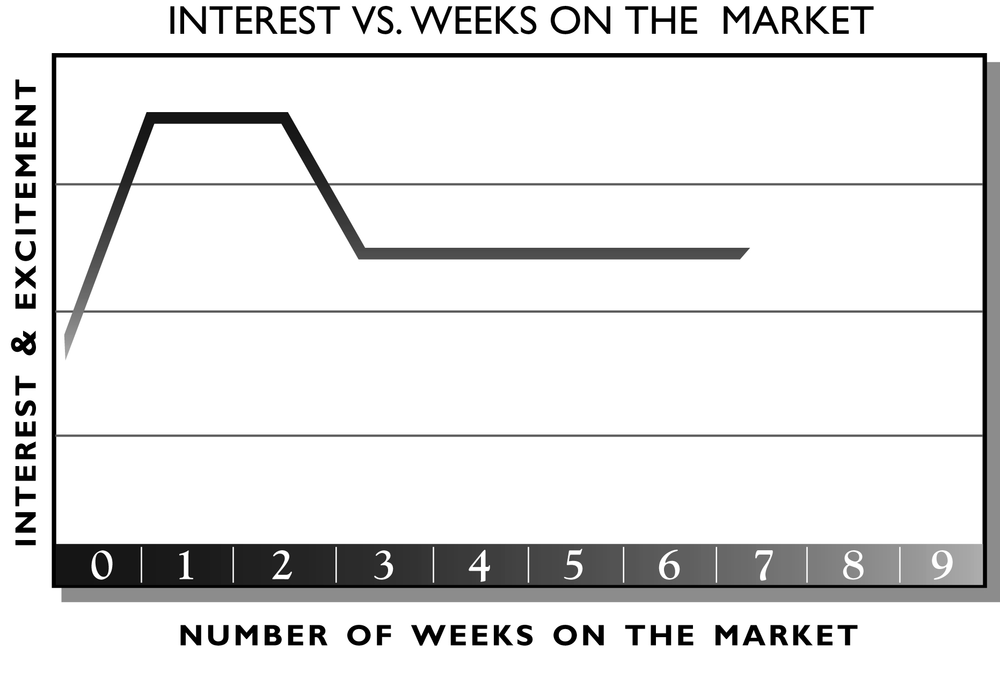 INTEREST VS. WEEKS ON THE MARKET
INTEREST & EXCITEMENT
0 1 2 3 4 5 6 7 8 9
NUMBER OF WEEKS ON THE MARKET